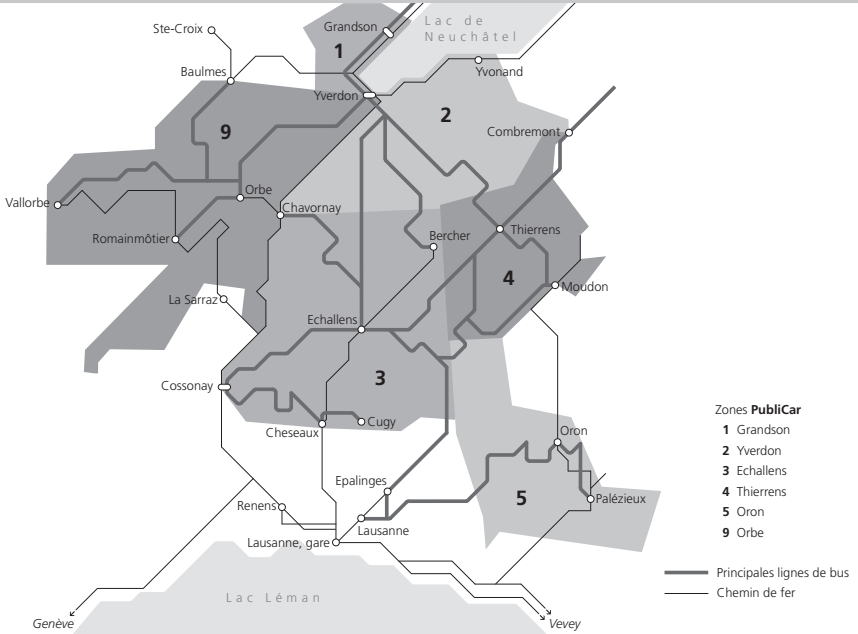 Lac de
Neuchâtel
Grandson
Ste-Croix
1
Baulmes
Yvonand
Yverdon
2
9
Combremont
Orbe
Vallorbe
Chavornay
Thierrens
Romainmôtier
Bercher
4
Moudon
La Sarraz
Echallens
3
Cossonay
Cugy
Cheseaux
Oron
Epalinges
5
Palézieux
Renens
Lausanne
Lausanne, gare
Lac Léman
Genève
Vevey
Zones PubliCar
1 Grandson
2 Yverdon
3 Echallens
4 Thierrens
5 Oron
9 Orbe
Principales lignes de bus
Chemin de fer